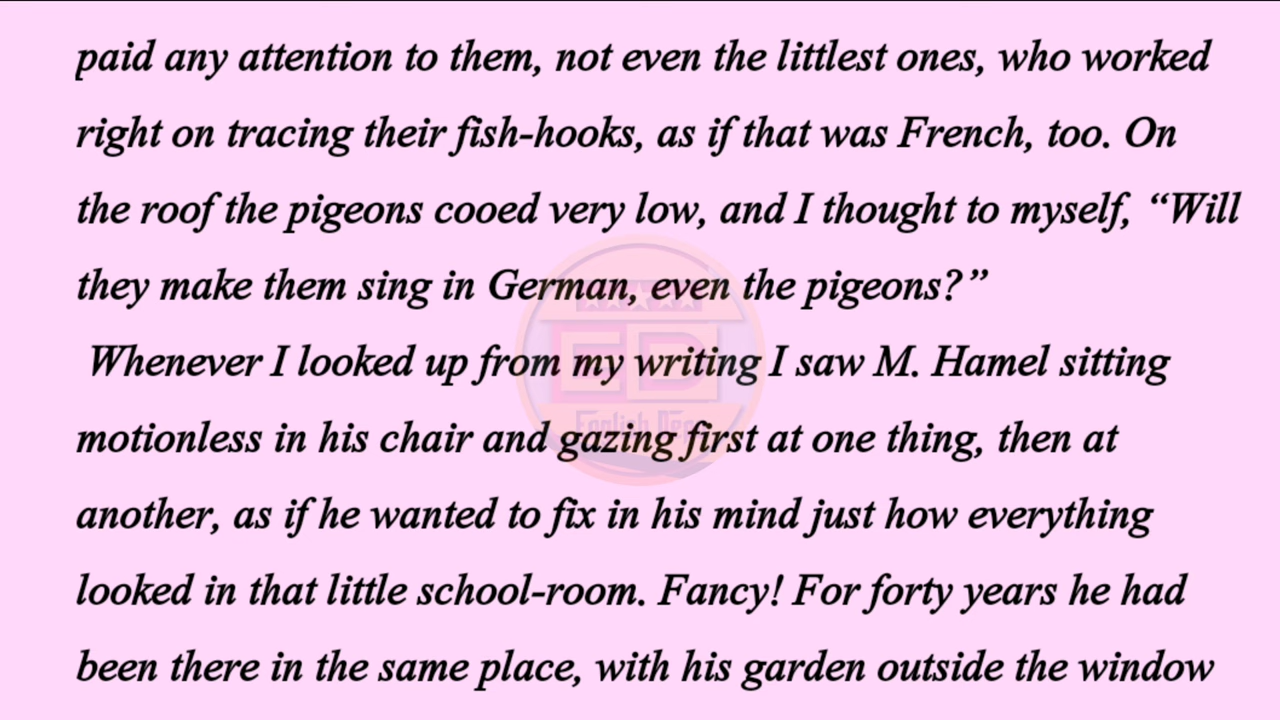 paid any attention to them, not even the littlest ones, who worked
right on tracing their fish-hooks, as if that was French, too. On
the roof the pigeons cooed very low, and I thought to myself, “Will
they make them sing in German, even the pigeons?”
Whenever I looked up from my writing I saw M. Hamel sitting
motionless in his chair and gazing first at one thing, then at
another, as if he wanted to fix in his mind just how everything
looked in that little school-room. Fancy! For forty years he had
been there in the same place, with his garden outside the window
ED
English